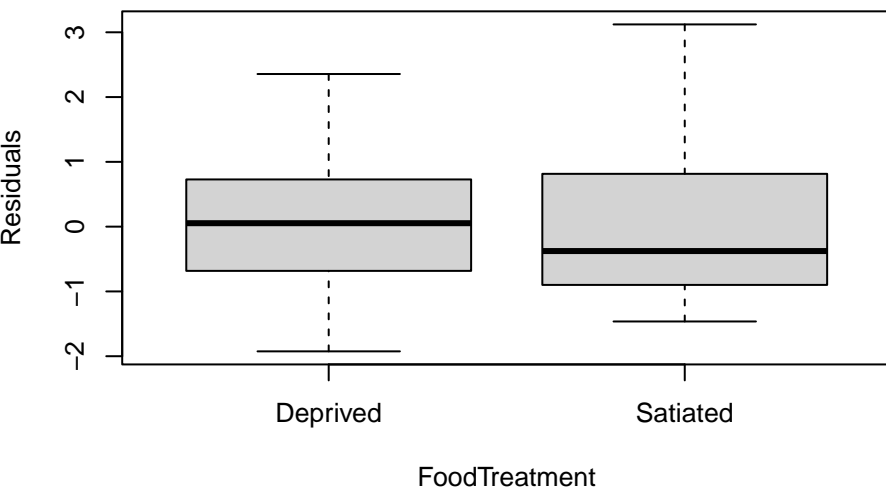 Residuals
3
2
1
0
−1
−2
Deprived Satiated
FoodTreatment